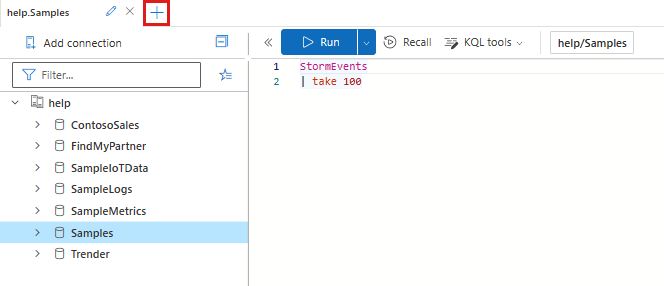 help.Samples
Add connection
Run
Recall
KQL tools
help/Samples
Filter...
help
ContosoSales
FindMyPartner
SampleIoTData
SampleLogs
SampleMetrics
Samples
Trender
1 StormEvents
2 | take 100